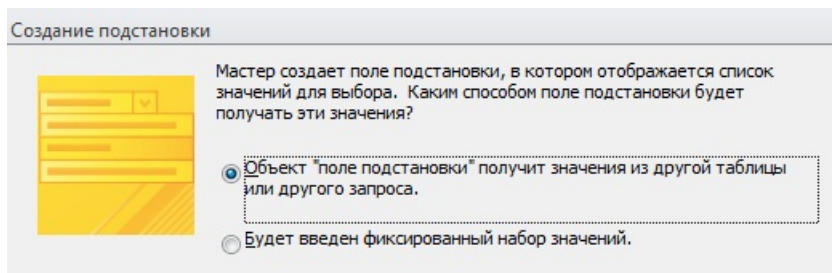 Создание подстановки
Мастер создает поле подстановки, в котором отображается список
значений для выбора. Каким способом поле подстановки будет
получать эти значения?
Объект "поле подстановки" получит значения из другой таблицы
или другого запроса.
Будет введен фиксированный набор значений.